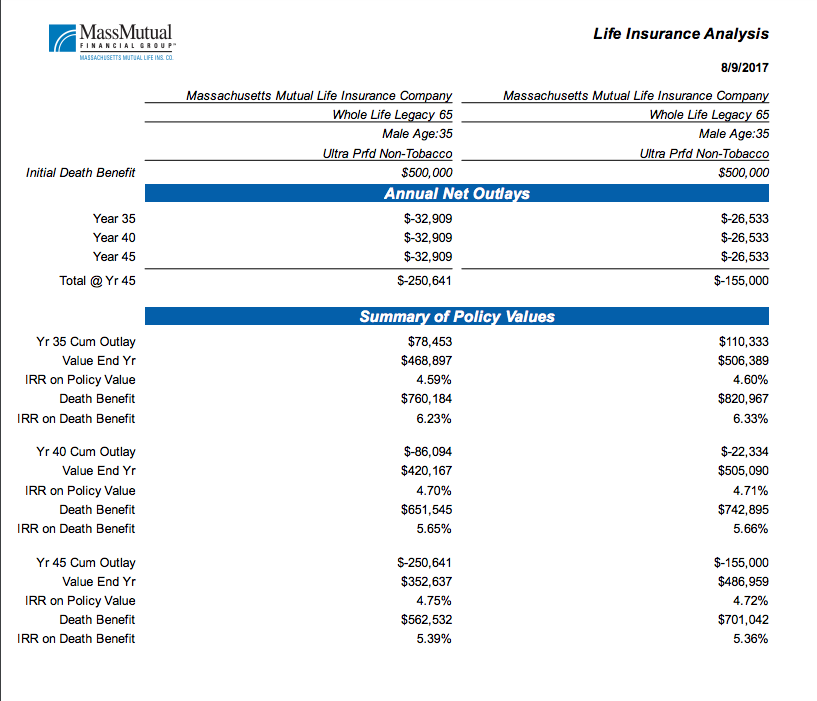 MassMutual
FINANCIAL GROUP℠
MASSACHUSETTS MUTUAL LIFE INS. CO.
Life Insurance Analysis
8/9/2017
Massachusetts Mutual Life Insurance Company Massachusetts Mutual Life Insurance Company
Whole Life Legacy 65 Whole Life Legacy 65
Male Age:35 Male Age:35
Ultra Prfd Non-Tobacco Ultra Prfd Non-Tobacco
Initial Death Benefit $500,000 $500,000
Annual Net Outlays
Year 35 $-32,909 $-26,533
Year 40 $-32,909 $-26,533
Year 45 $-32,909 $-26,533
Total @ Yr 45 $-250,641 $-155,000
Summary of Policy Values
Yr 35 Cum Outlay $78,453 $110,333
Value End Yr $468,897 $506,389
IRR on Policy Value 4.59% 4.60%
Death Benefit $760,184 $820,967
IRR on Death Benefit 6.23% 6.33%
Yr 40 Cum Outlay $-86,094 $-22,334
Value End Yr $420,167 $505,090
IRR on Policy Value 4.70% 4.71%
Death Benefit $651,545 $742,895
IRR on Death Benefit 5.65% 5.66%
Yr 45 Cum Outlay $-250,641 $-155,000
Value End Yr $352,637 $486,959
IRR on Policy Value 4.75% 4.72%
Death Benefit $562,532 $701,042
IRR on Death Benefit 5.39% 5.36%